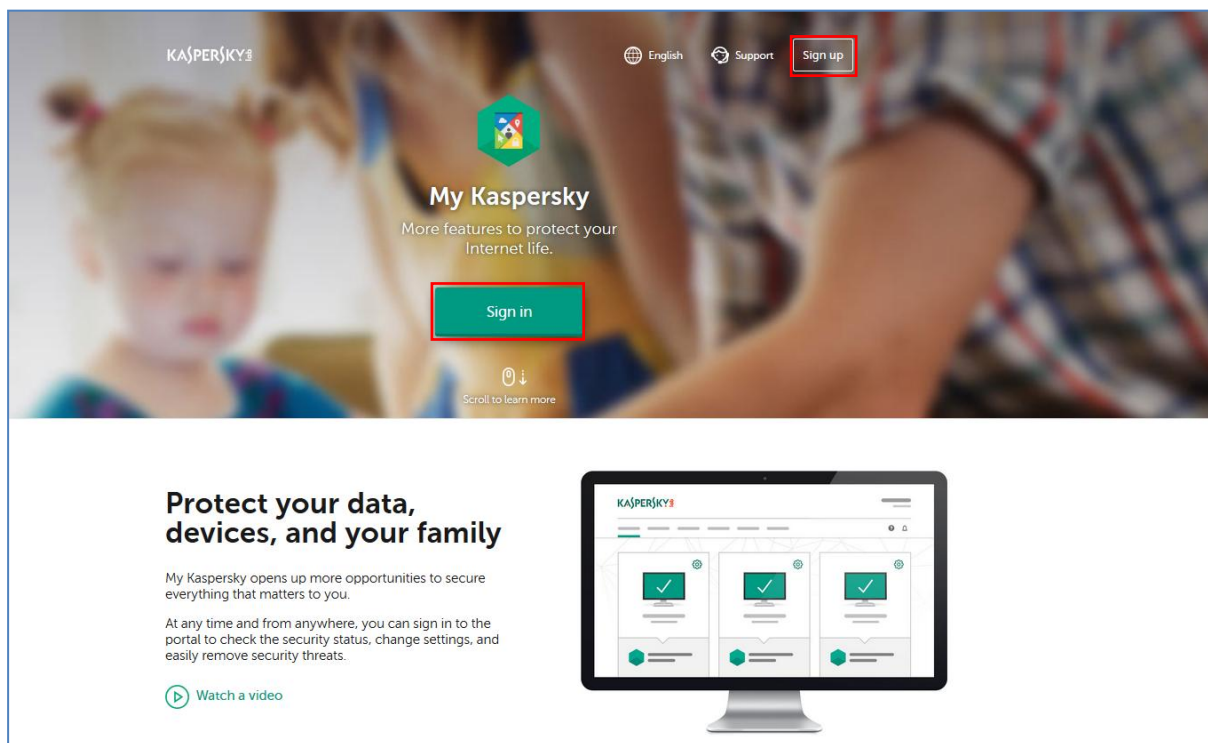 KASPERSKY lab
English
Support
Sign up
My Kaspersky
More features to protect your
Internet life.
Sign in
Scroll to learn more
Protect your data,
devices, and your family
My Kaspersky opens up more opportunities to secure
everything that matters to you.
At any time and from anywhere, you can sign in to the
portal to check the security status, change settings, and
easily remove security threats.
Watch a video
KASPERSKY lab